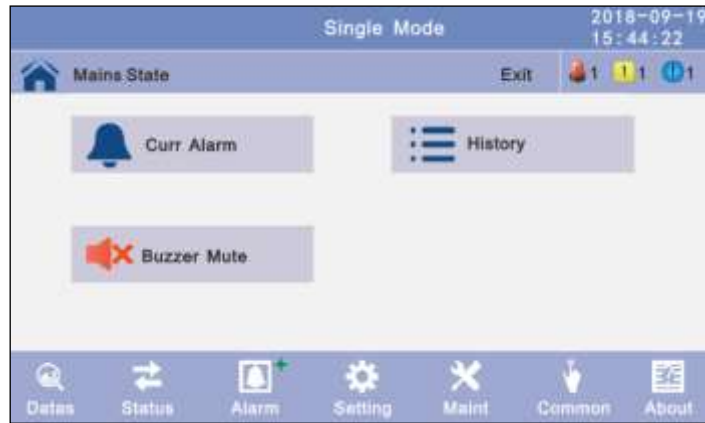 Single Mode
2018-09-19
15:44:22
Mains State
Exit
1
1 1
1
Curr Alarm
History
Buzzer Mute
Datas
Status
Alarm
Setting
Maint
Common
About